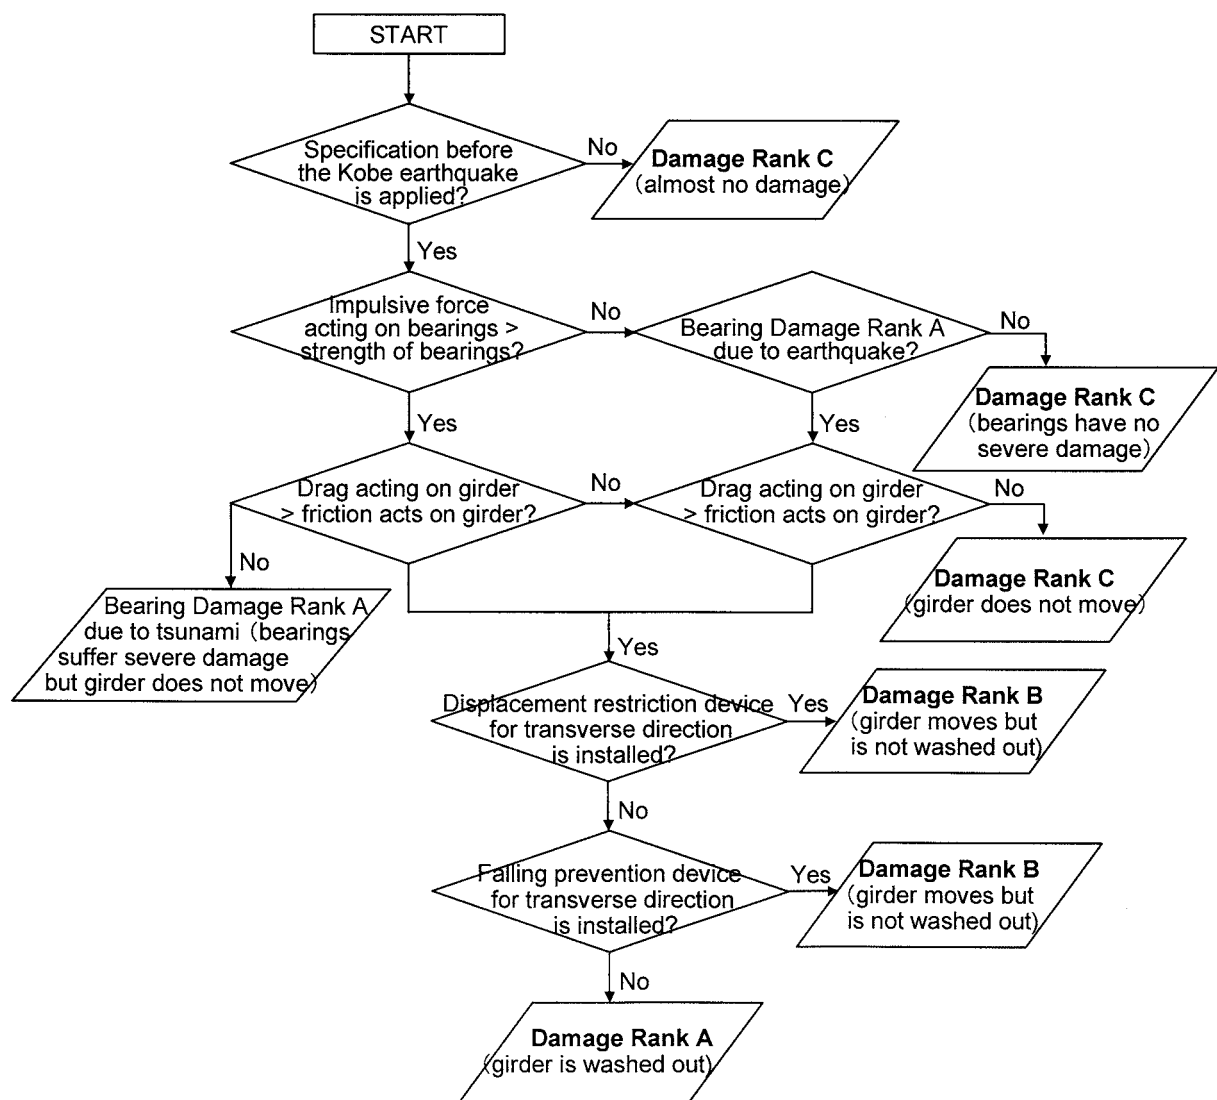 START
Specification before
the Kobe earthquake
is applied?
No
Damage Rank C
(almost no damage)
Yes
Impulsive force
acting on bearings >
strength of bearings?
No
Bearing Damage Rank A
due to earthquake?
No
Damage Rank C
(bearings have no
severe damage)
Yes
Yes
Drag acting on girder
> friction acts on girder?
No
Drag acting on girder
> friction acts on girder?
No
Damage Rank C
(girder does not move)
No
Bearing Damage Rank A
due to tsunami (bearings
suffer severe damage
but girder does not move)
Yes
Displacement restriction device
for transverse direction
is installed?
Yes
Damage Rank B
(girder moves but
is not washed out)
No
Falling prevention device
for transverse direction
is installed?
Yes
Damage Rank B
(girder moves but
is not washed out)
No
Damage Rank A
(girder is washed out)